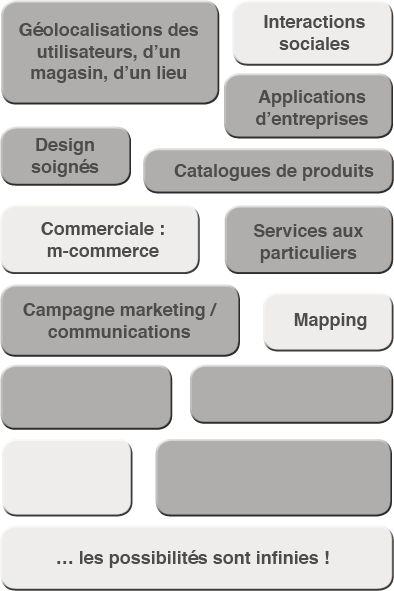 Géolocalisations des
utilisateurs, d’un
magasin, d’un lieu
Interactions
sociales
Applications
d’entreprises
Design
soignés
Catalogues de produits
Commerciale :
m-commerce
Services aux
particuliers
Campagne marketing /
communications
Mapping
… les possibilités sont infinies !